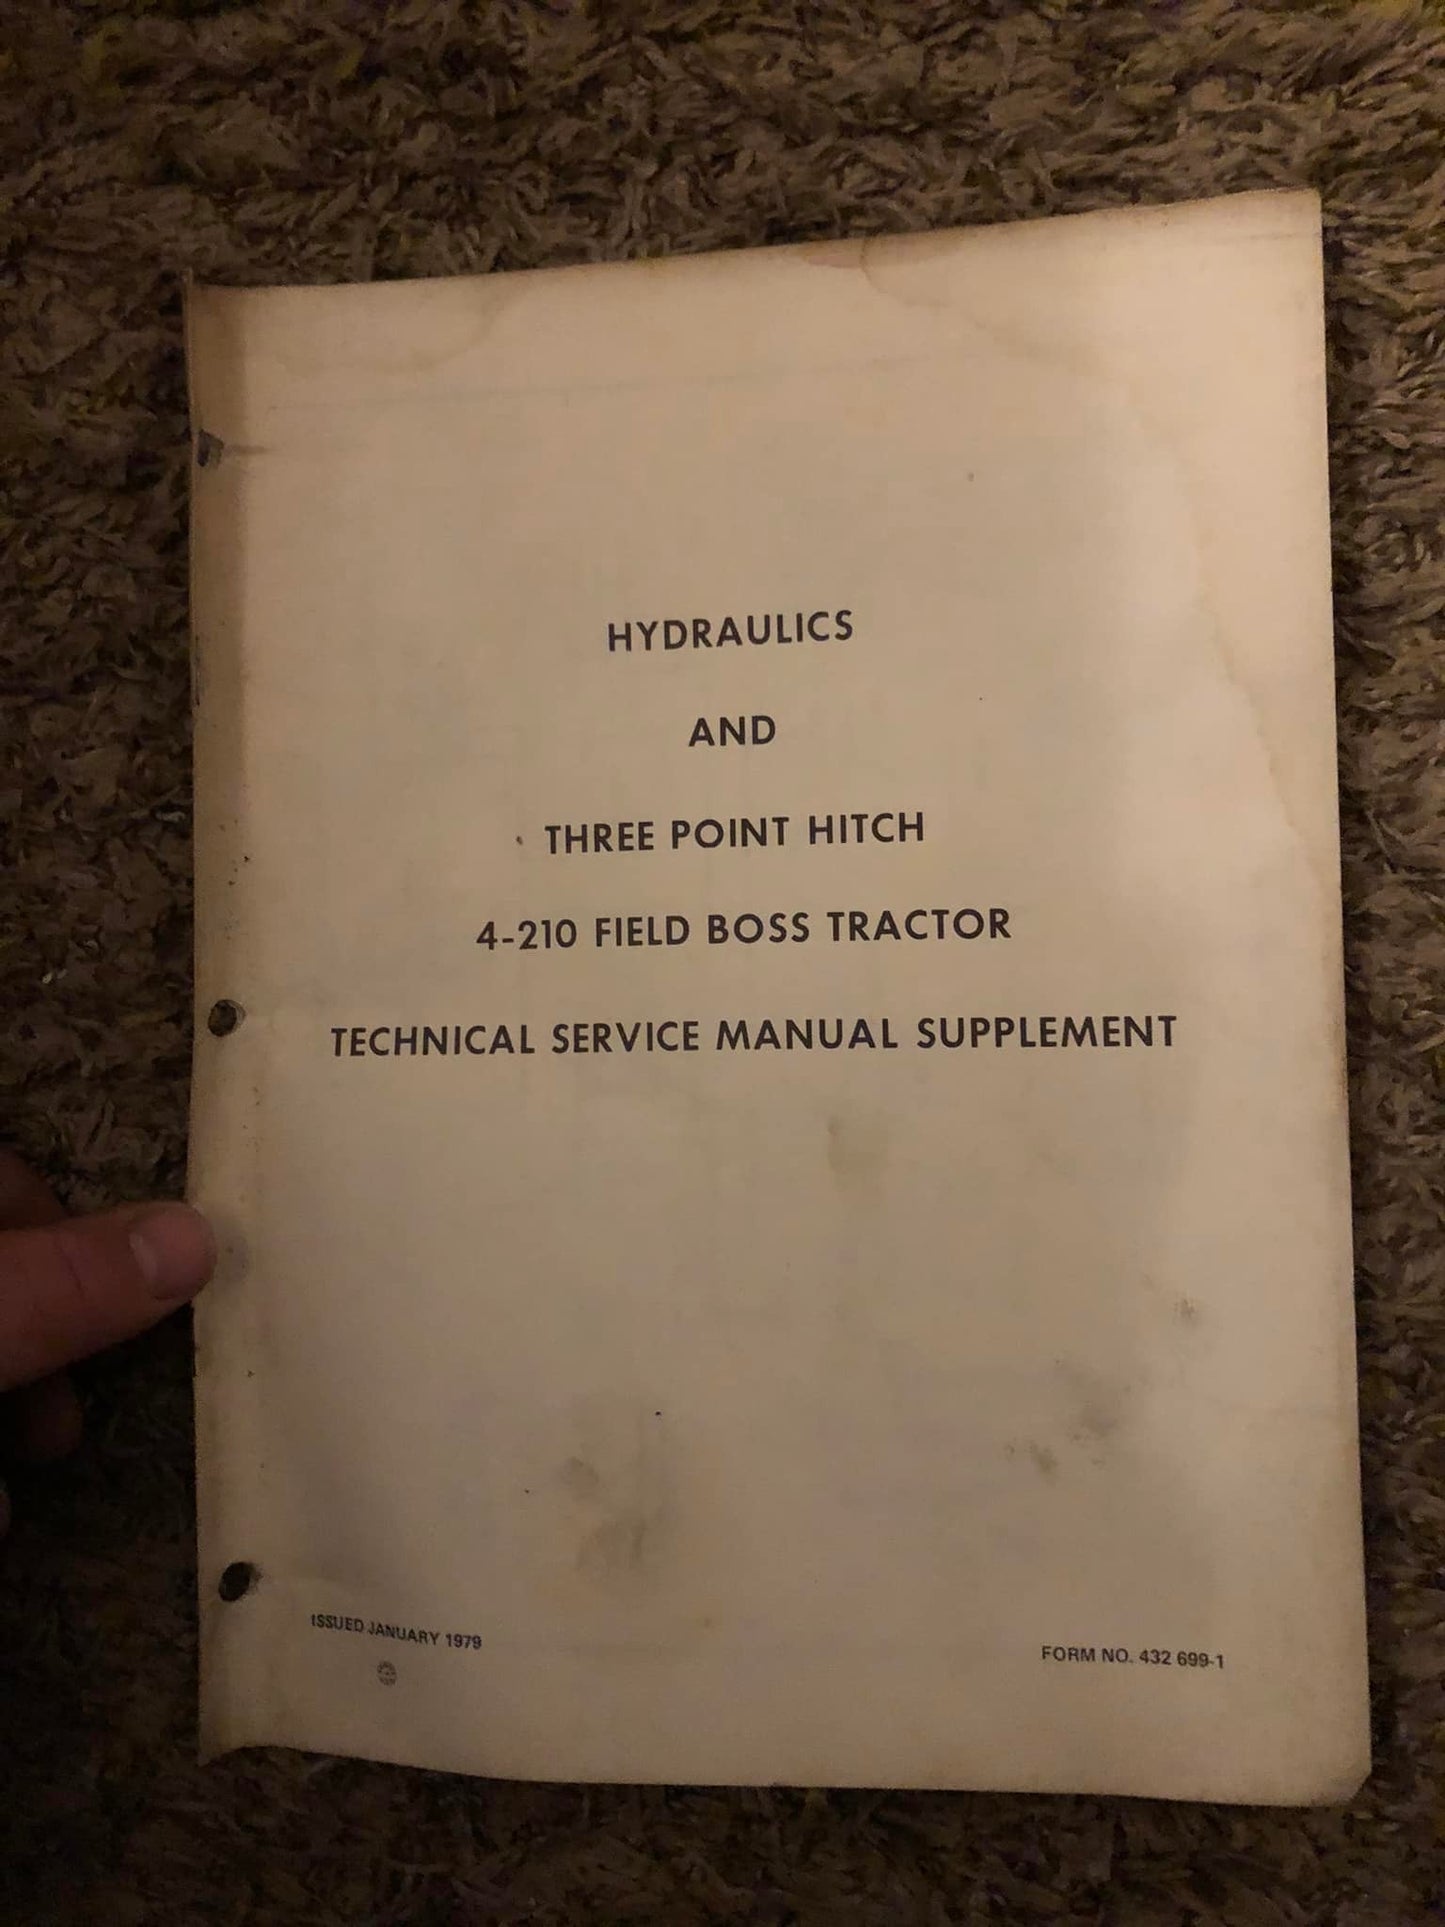 HYDRAULICS
AND
THREE POINT HITCH
4-210 FIELD BOSS TRACTOR
TECHNICAL SERVICE MANUAL SUPPLEMENT
ISSUED JANUARY 1979
FORM NO. 432 699-1